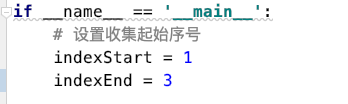 if __name__ == '__main__':
    # 设置收集起始序号
    indexStart = 1
    indexEnd = 3